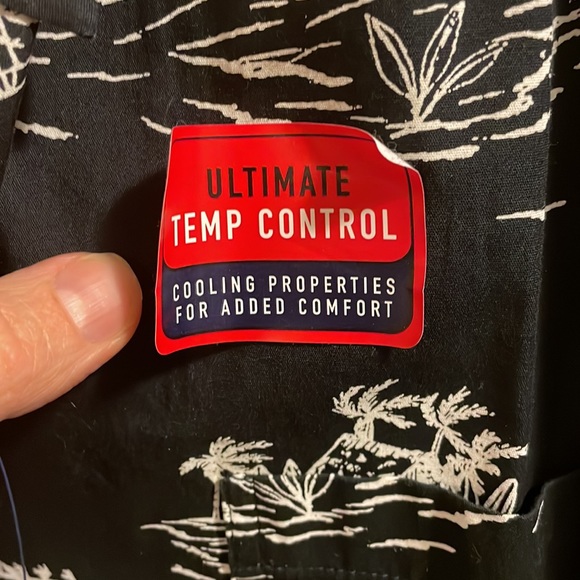 ULTIMATE
TEMP CONTROL
COOLING PROPERTIES
FOR ADDED COMFORT